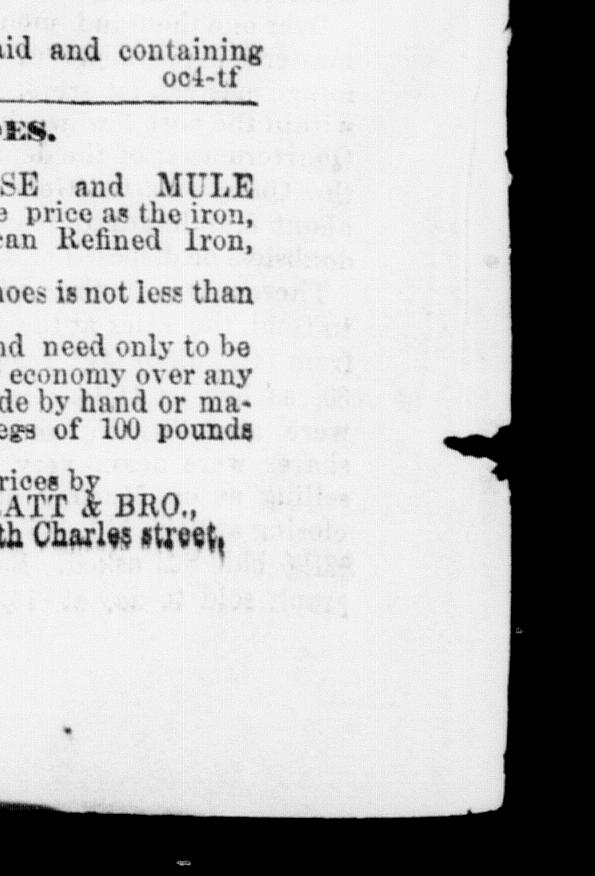 aid and containing
oc4-tf
ES.
SE and MULE
e price as the iron,
can Refined Iron,
hoes is not less than
nd need only to be
economy over any
de by hand or ma-
egs of 100 pounds
rices by
ATT & BRO.,
th Charles street,